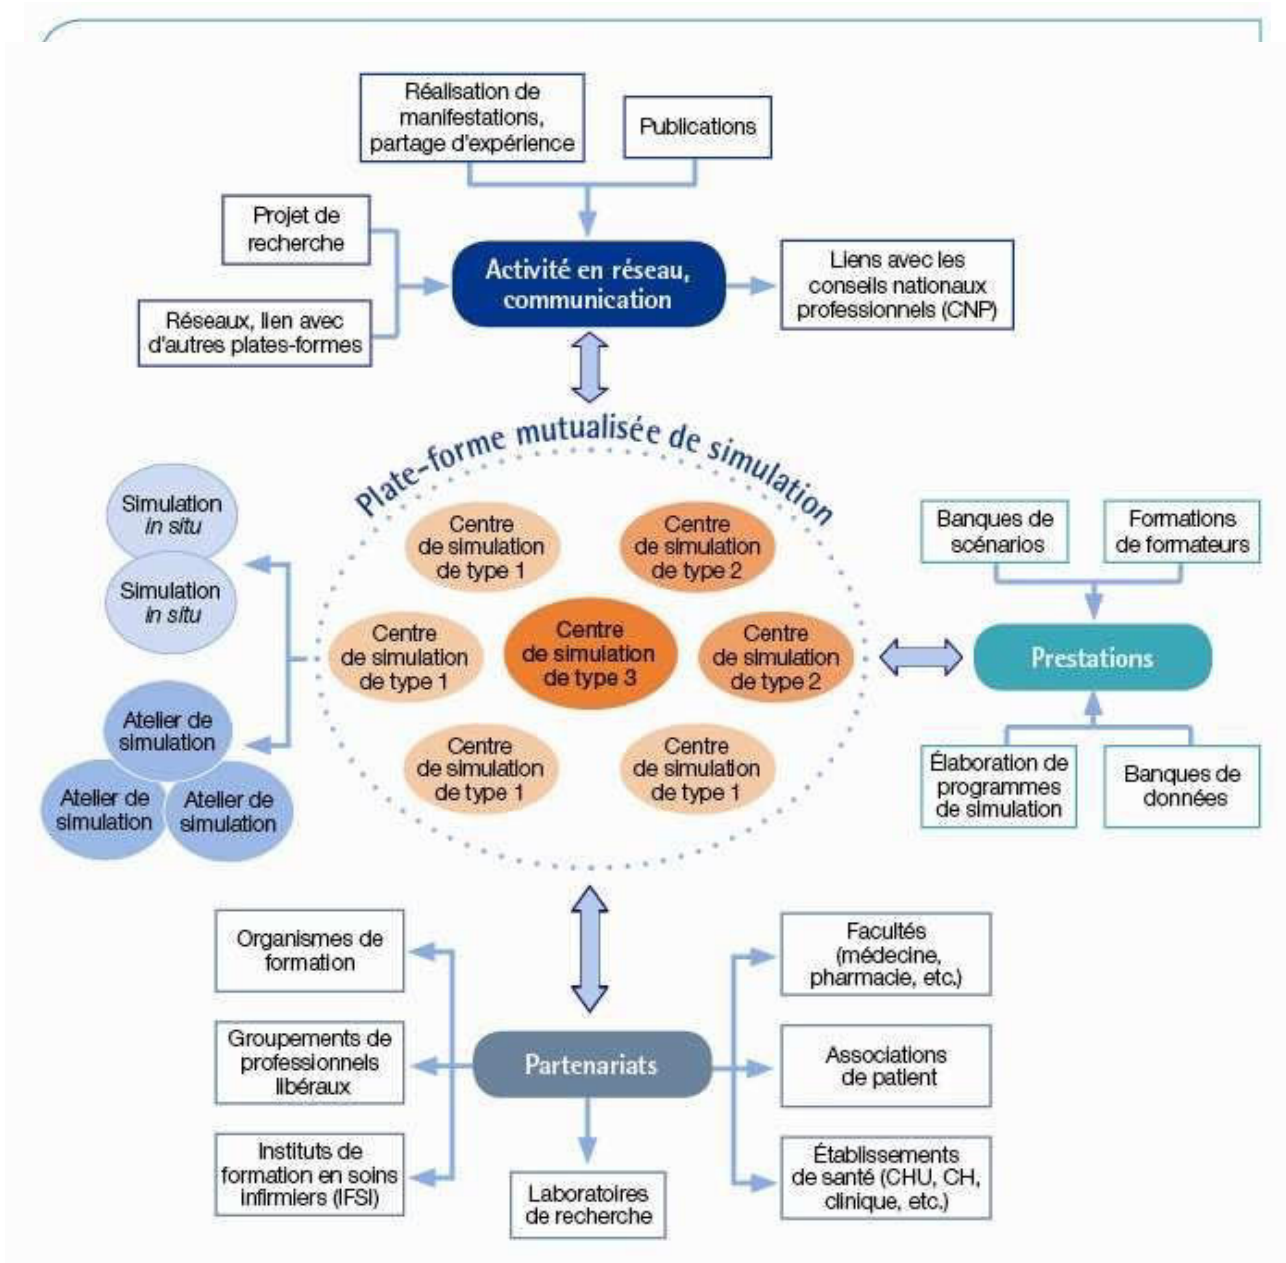 Réalisation de
manifestations,
partage d'expérience
Publications
Projet de
recherche
Réseaux, lien avec
d'autres plates-formes
Activité en réseau,
communication
Liens avec les
conseils nationaux
professionnels (CNP)
Plate-forme mutualisée de simulation
Simulation
in situ
Simulation
in situ
Atelier de
simulation
Atelier de
simulation
Atelier de
simulation
Centre
de simulation
de type 1
Centre
de simulation
de type 2
Centre
de simulation
de type 1
Centre
de simulation
de type 3
Centre
de simulation
de type 2
Centre
de simulation
de type 1
Centre
de simulation
de type 1
Banques de
scénarios
Formations
de formateurs
Prestations
Élaboration de
programmes
de simulation
Banques de
données
Organismes de
formation
Groupements de
professionnels
libéraux
Instituts de
formation en soins
infirmiers (IFSI)
Partenariats
Laboratoires
de recherche
Facultés
(médecine,
pharmacie, etc.)
Associations
de patient
Établissements
de santé (CHU, CH,
clinique, etc.)